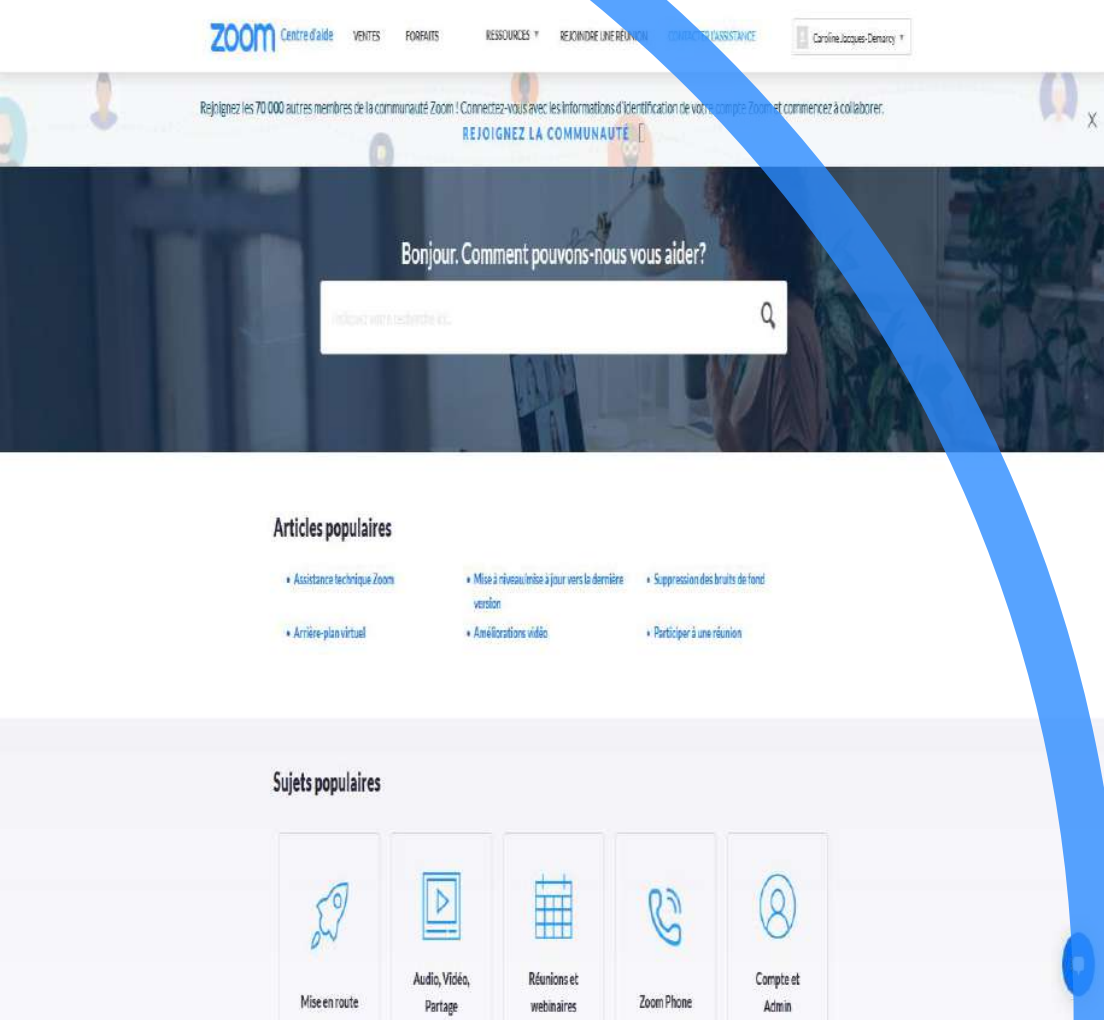 zoom Centre d'aide VENTES FORFAITS RESSOURCES REJOINDRE UNE RÉUNION CONTACTER L'ASSISTANCE Caroline Jacques-Demarcy
Rejoignez les 70 000 autres membres de la communauté Zoom ! Connectez-vous avec les informations d'identification de votre compte Zoom et commencez à collaborer.
REJOIGNEZ LA COMMUNAUTÉ
X
Bonjour. Comment pouvons-nous vous aider?
Indiquez votre recherche ici...
Articles populaires
• Assistance technique Zoom • Mise à niveau/mise à jour vers la dernière • Suppression des bruits de fond
version
• Arrière-plan virtuel • Améliorations vidéo • Participer à une réunion
Sujets populaires
Audio, Vidéo, Réunions et Compte et
Mise en route Partage webinaires Zoom Phone Admin